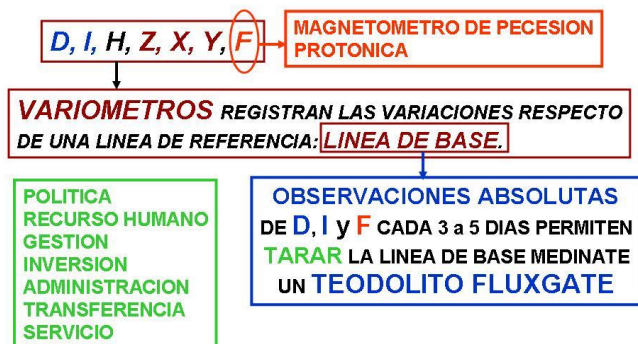 D, I, H, Z, X, Y, F
MAGNETOMETRO DE PECESION
PROTONICA
VARIOMETROS REGISTRAN LAS VARIACIONES RESPECTO
DE UNA LINEA DE REFERENCIA: LINEA DE BASE.
POLITICA
RECURSO HUMANO
GESTION
INVERSION
ADMINISTRACION
TRANSFERENCIA
SERVICIO
OBSERVACIONES ABSOLUTAS
DE D, I y F CADA 3 a 5 DIAS PERMITEN
TARAR LA LINEA DE BASE MEDINATE
UN TEODOLITO FLUXGATE